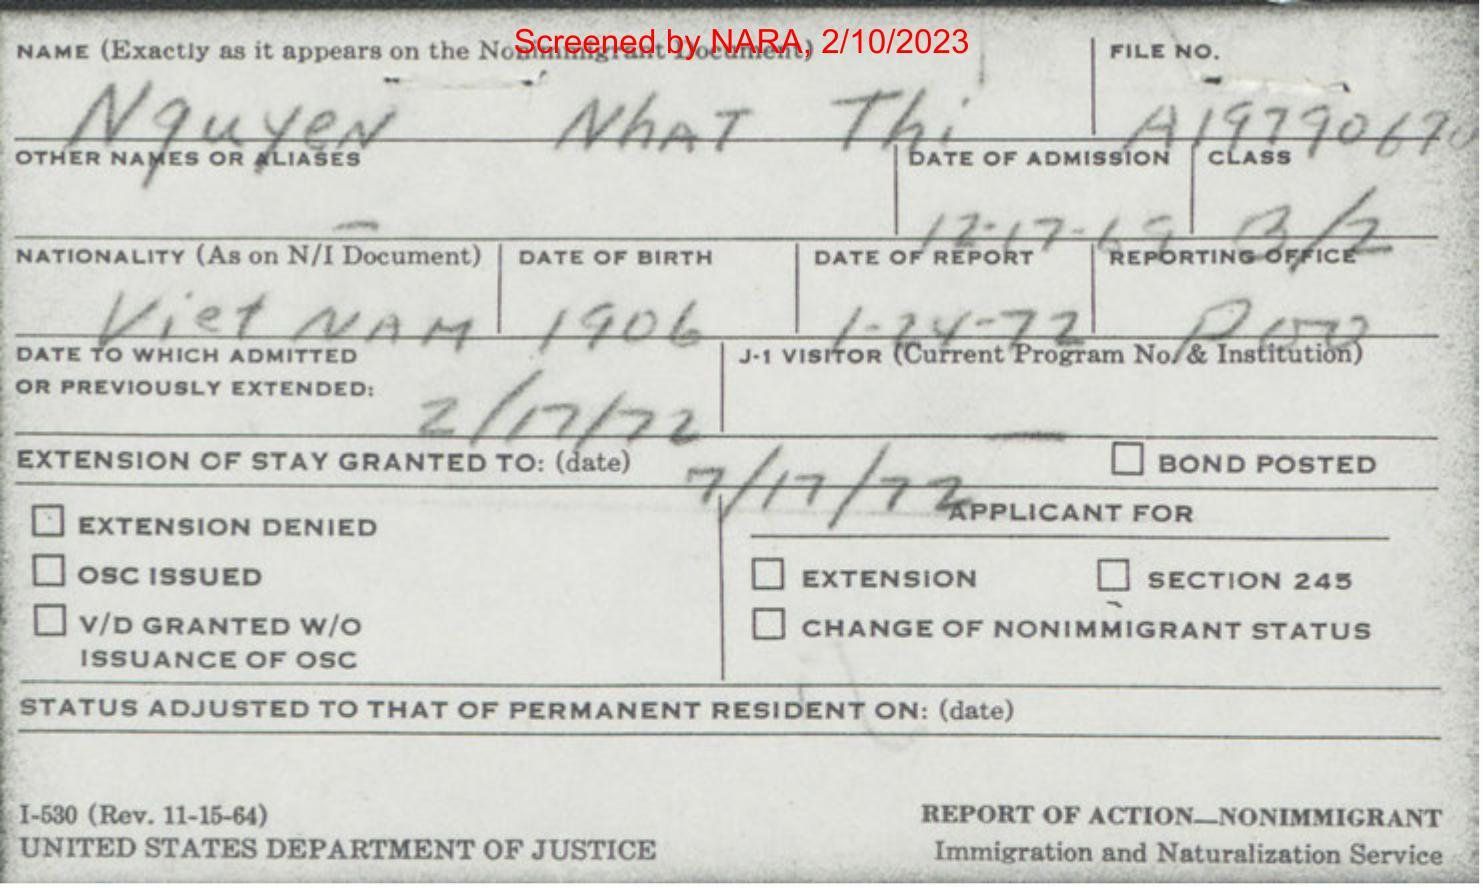 Screened by NARA, 2/10/2023
NAME (Exactly as it appears on the Nonimmigrant Document) FILE NO.
Nguyen Nhat Thi A19790670
OTHER NAMES OR ALIASES DATE OF ADMISSION CLASS
— 12-17-69 B/2
NATIONALITY (As on N/I Document) DATE OF BIRTH DATE OF REPORT REPORTING OFFICE
Viet NAM 1906 1-24-72
DATE TO WHICH ADMITTED J-1 VISITOR (Current Program No. & Institution)
OR PREVIOUSLY EXTENDED:
2/17/72 —
EXTENSION OF STAY GRANTED TO: (date) 7/17/72 BOND POSTED
APPLICANT FOR
EXTENSION DENIED
OSC ISSUED EXTENSION SECTION 245
V/D GRANTED W/O CHANGE OF NONIMMIGRANT STATUS
ISSUANCE OF OSC
STATUS ADJUSTED TO THAT OF PERMANENT RESIDENT ON: (date)
I-530 (Rev. 11-15-64) REPORT OF ACTION—NONIMMIGRANT
UNITED STATES DEPARTMENT OF JUSTICE Immigration and Naturalization Service